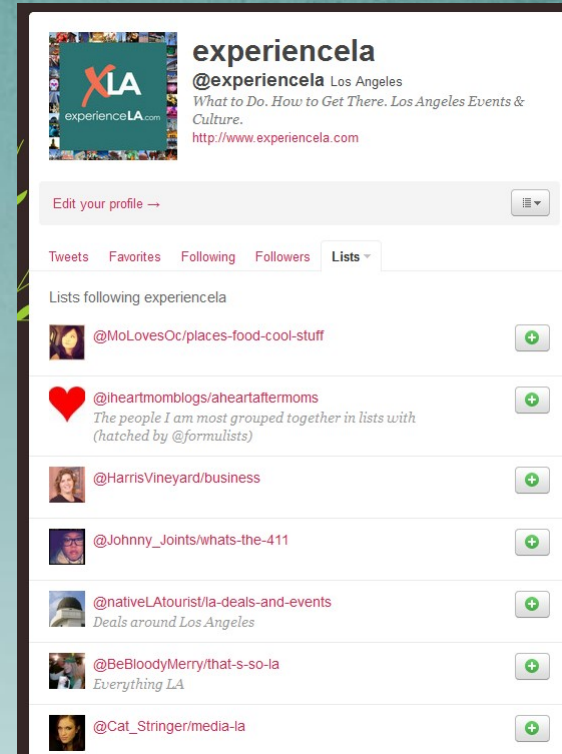 XLA
experienceLA.com
experiencela
@experiencela Los Angeles
What to Do. How to Get There. Los Angeles Events &
Culture.
http://www.experiencela.com
Edit your profile →
Tweets Favorites Following Followers Lists
Lists following experiencela
@MoLovesOc/places-food-cool-stuff
@iheartmomblogs/aheartaftermoms
The people I am most grouped together in lists with
(hatched by @formulists)
@HarrisVineyard/business
@Johnny_Joints/whats-the-411
@nativeLAtourist/la-deals-and-events
Deals around Los Angeles
@BeBloodyMerry/that-s-so-la
Everything LA
@Cat_Stringer/media-la